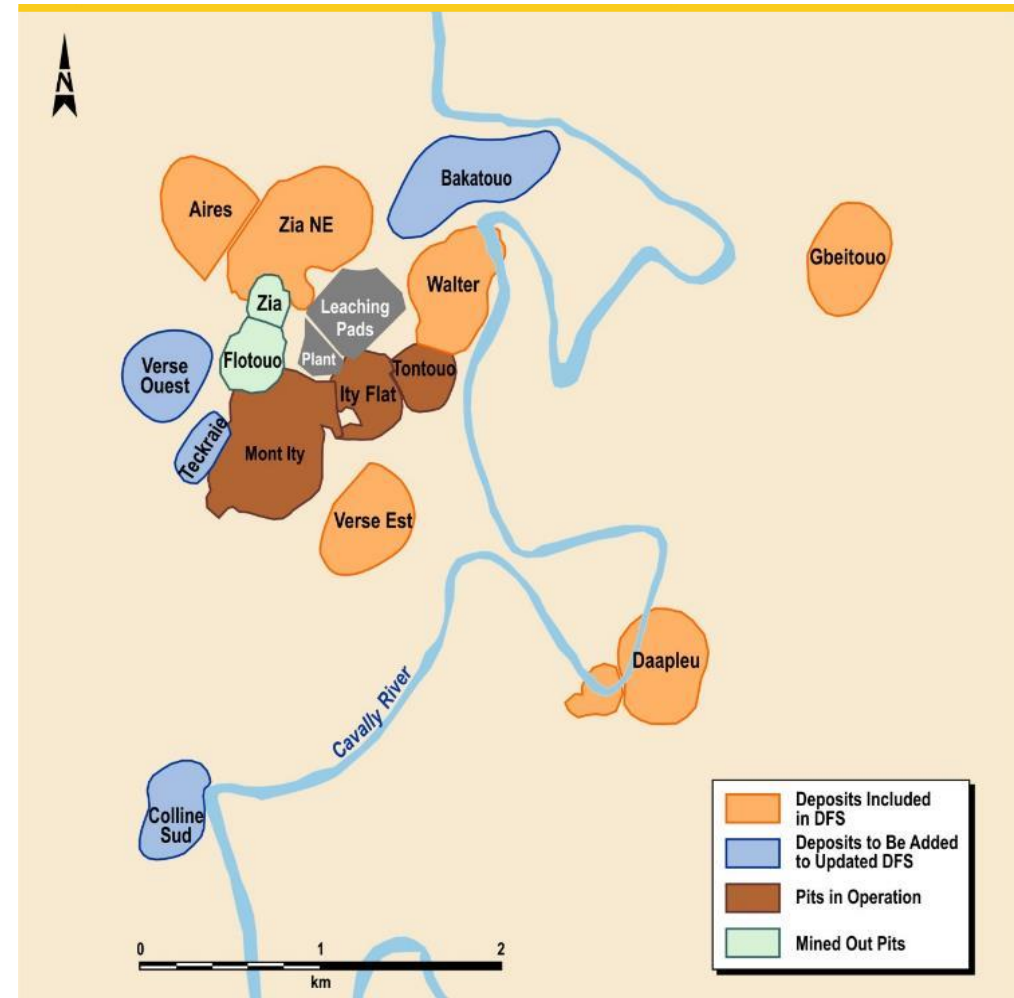 N
Bakatouo
Aires
Zia NE
Gbeitouo
Walter
Zia
Leaching
Pads
Plant
Flotouo
Tontouo
Verse
Ouest
Ity Flat
Teckraie
Mont Ity
Verse Est
Daapleu
Cavally River
Colline
Sud
Deposits Included
in DFS
Deposits to Be Added
to Updated DFS
Pits in Operation
Mined Out Pits
0 1 2
km